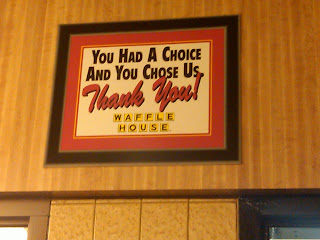 You Had A Choice
And You Chose Us
Thank You!
WAFFLE
HOUSE